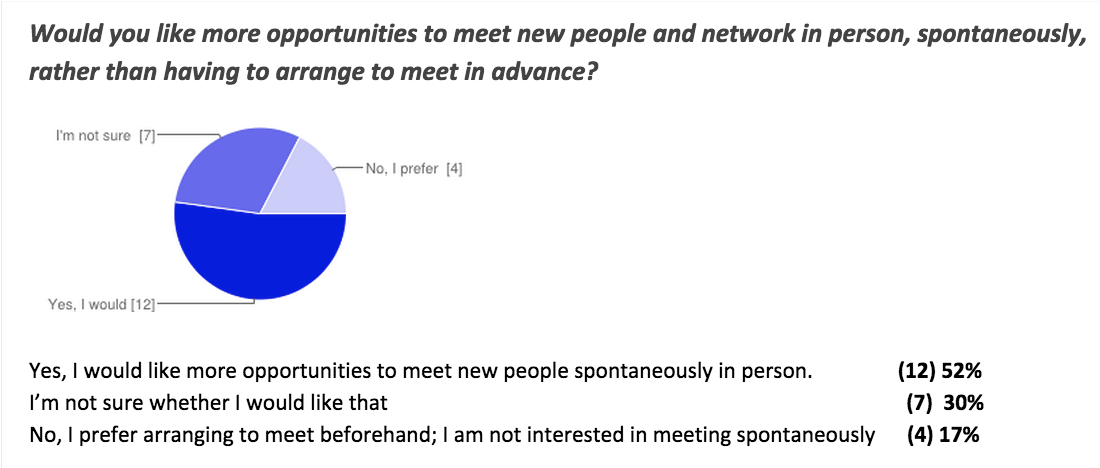 Would you like more opportunities to meet new people and network in person, spontaneously,
rather than having to arrange to meet in advance?
I'm not sure [7]
No, I prefer [4]
Yes, I would [12]
Yes, I would like more opportunities to meet new people spontaneously in person. (12) 52%
I’m not sure whether I would like that (7) 30%
No, I prefer arranging to meet beforehand; I am not interested in meeting spontaneously (4) 17%